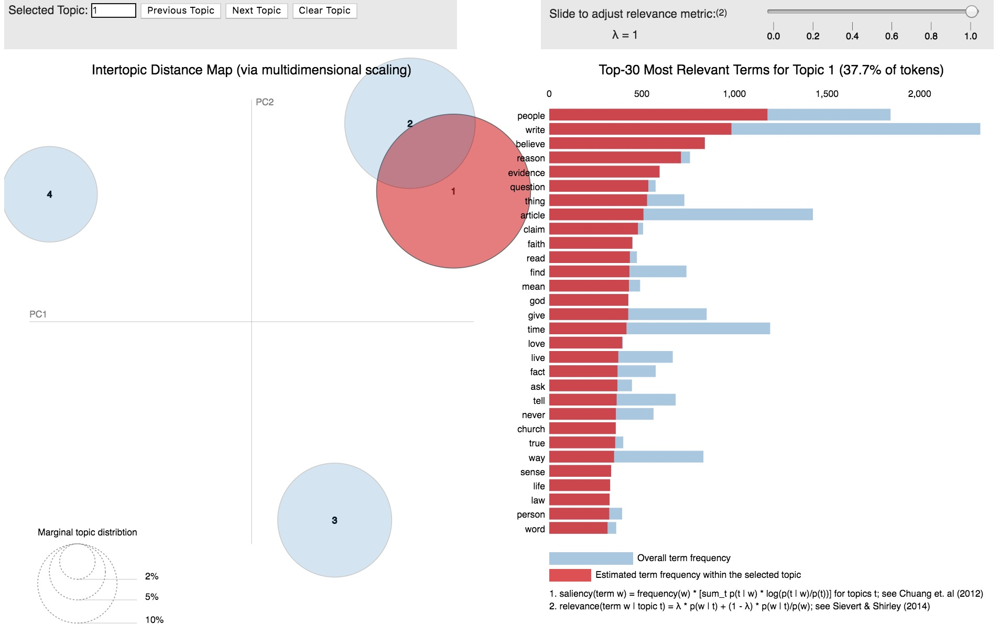 Selected Topic: 1 Previous Topic Next Topic Clear Topic
Slide to adjust relevance metric:(2)
λ = 1
0.0 0.2 0.4 0.6 0.8 1.0
Intertopic Distance Map (via multidimensional scaling)
PC2
PC1
2
1
4
3
Marginal topic distribtion
2%
5%
10%
Top-30 Most Relevant Terms for Topic 1 (37.7% of tokens)
0 500 1,000 1,500 2,000
people
write
believe
reason
evidence
question
thing
article
claim
faith
read
find
mean
god
give
time
love
live
fact
ask
tell
never
church
true
way
sense
life
law
person
word
Overall term frequency
Estimated term frequency within the selected topic
1. saliency(term w) = frequency(w) * [sum_t p(t | w) * log(p(t | w)/p(t))] for topics t; see Chuang et. al (2012)
2. relevance(term w | topic t) = λ * p(w | t) + (1 - λ) * p(w | t)/p(w); see Sievert & Shirley (2014)